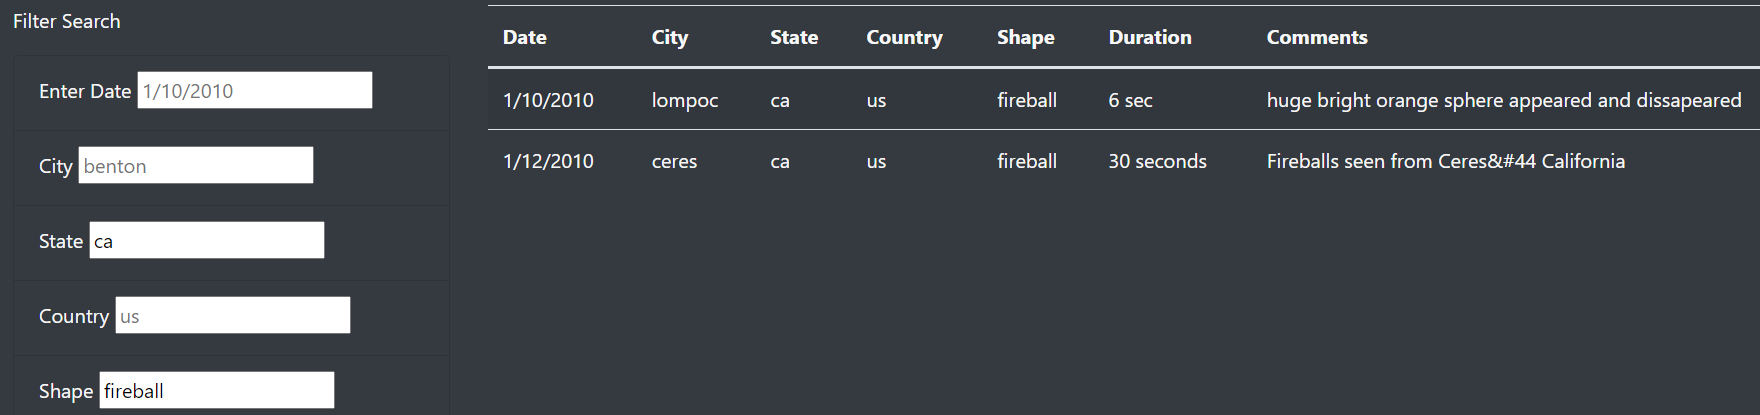 Filter Search
Enter Date 1/10/2010
City benton
State ca
Country us
Shape fireball
Date City State Country Shape Duration Comments
1/10/2010 lompoc ca us fireball 6 sec huge bright orange sphere appeared and dissapeared
1/12/2010 ceres ca us fireball 30 seconds Fireballs seen from Ceres&#44 California